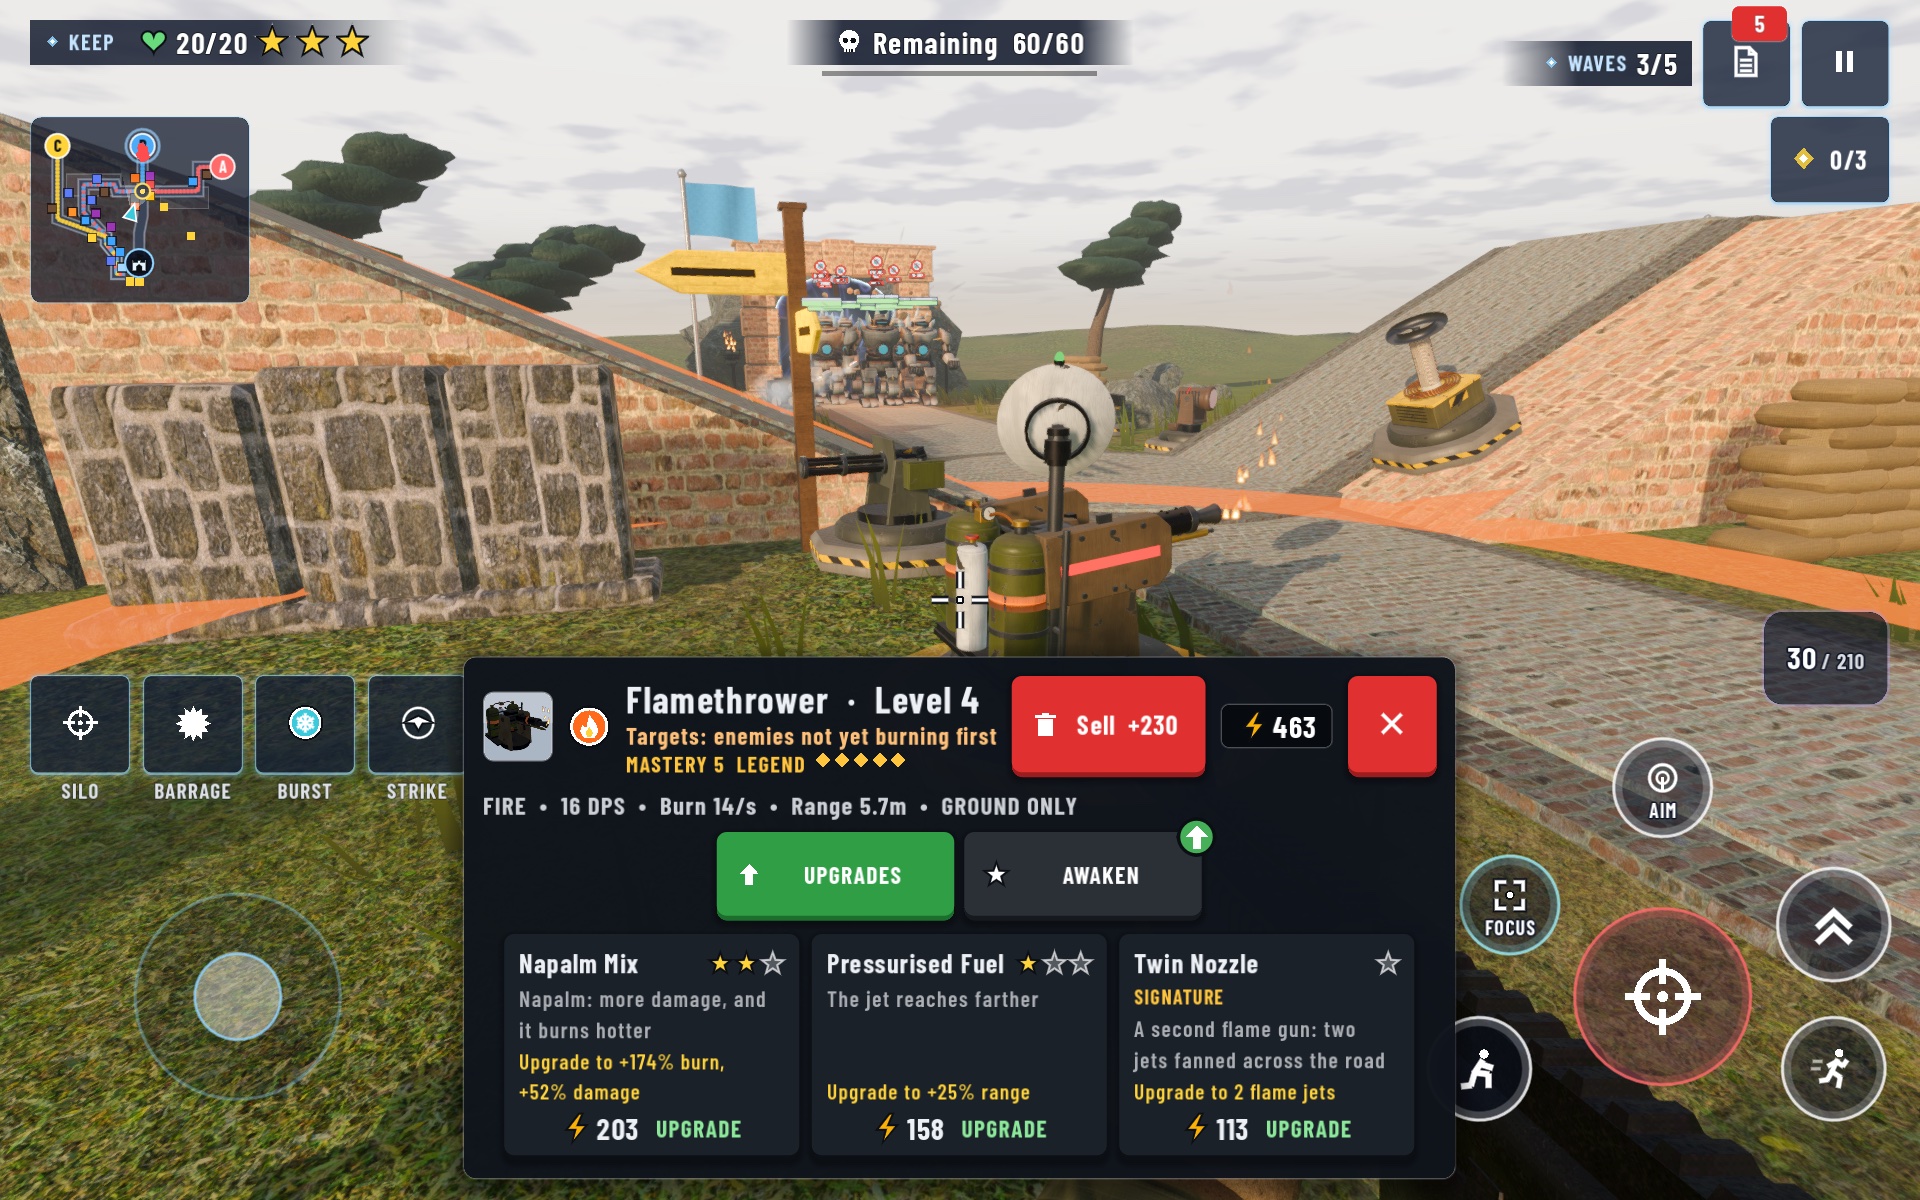 KEEP 20/20
Remaining 60/60
WAVES 3/5
5
0/3
C
A
30 / 210
SILO
BARRAGE
BURST
STRIKE
Flamethrower · Level 4
Targets: enemies not yet burning first
MASTERY 5 LEGEND
Sell +230
463
FIRE • 16 DPS • Burn 14/s • Range 5.7m • GROUND ONLY
UPGRADES
AWAKEN
Napalm Mix
Napalm: more damage, and
it burns hotter
Upgrade to +174% burn,
+52% damage
203 UPGRADE
Pressurised Fuel
The jet reaches farther
Upgrade to +25% range
158 UPGRADE
Twin Nozzle
SIGNATURE
A second flame gun: two
jets fanned across the road
Upgrade to 2 flame jets
113 UPGRADE
AIM
FOCUS